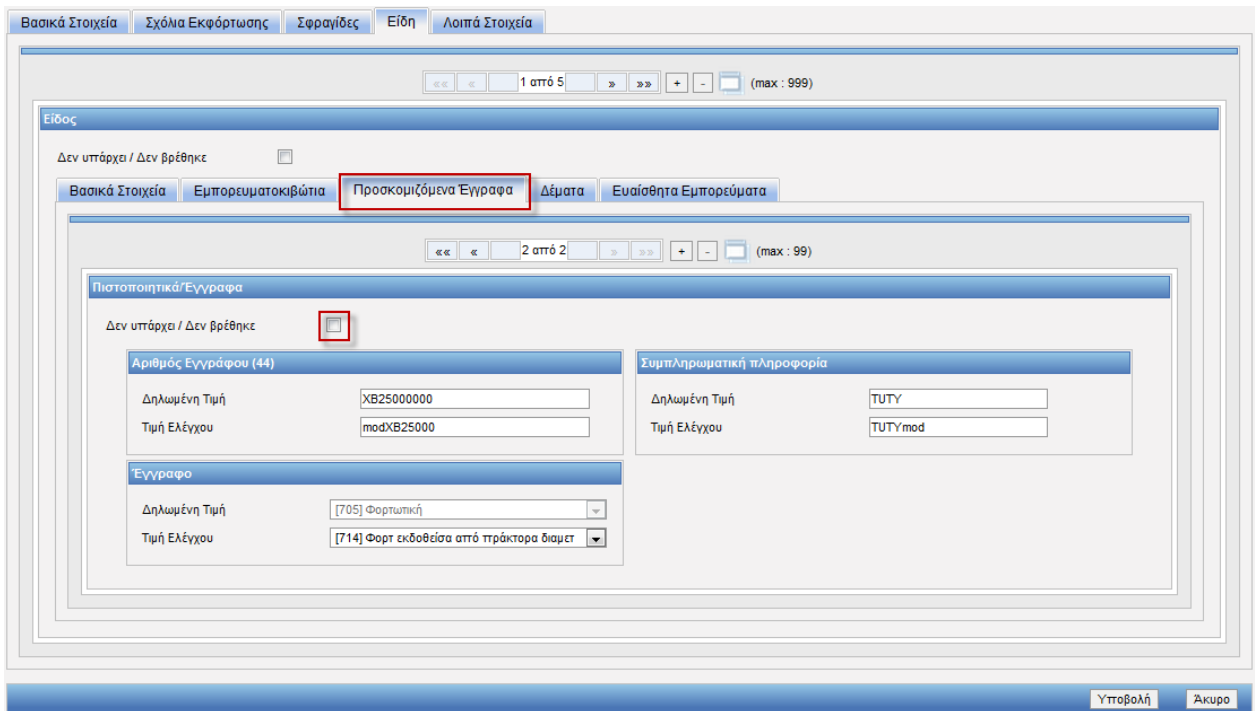 Βασικά Στοιχεία Σχόλια Εκφόρτωσης Σφραγίδες Είδη Λοιπά Στοιχεία
«« « 1 από 5 » »» + - (max : 999)
Είδος
Δεν υπάρχει / Δεν βρέθηκε
Βασικά Στοιχεία Εμπορευματοκιβώτια Προσκομιζόμενα Έγγραφα Δέματα Ευαίσθητα Εμπορεύματα
«« « 2 από 2 » »» + - (max : 99)
Πιστοποιητικά/Έγγραφα
Δεν υπάρχει / Δεν βρέθηκε
Αριθμός Εγγράφου (44) Συμπληρωματική πληροφορία
Δηλωμένη Τιμή XB25000000 Δηλωμένη Τιμή TUTY
Τιμή Ελέγχου modXB25000 Τιμή Ελέγχου TUTYmod
Έγγραφο
Δηλωμένη Τιμή [705] Φορτωτική
Τιμή Ελέγχου [714] Φορτ εκδοθείσα από πράκτορα διαμετ
Υποβολή Άκυρο